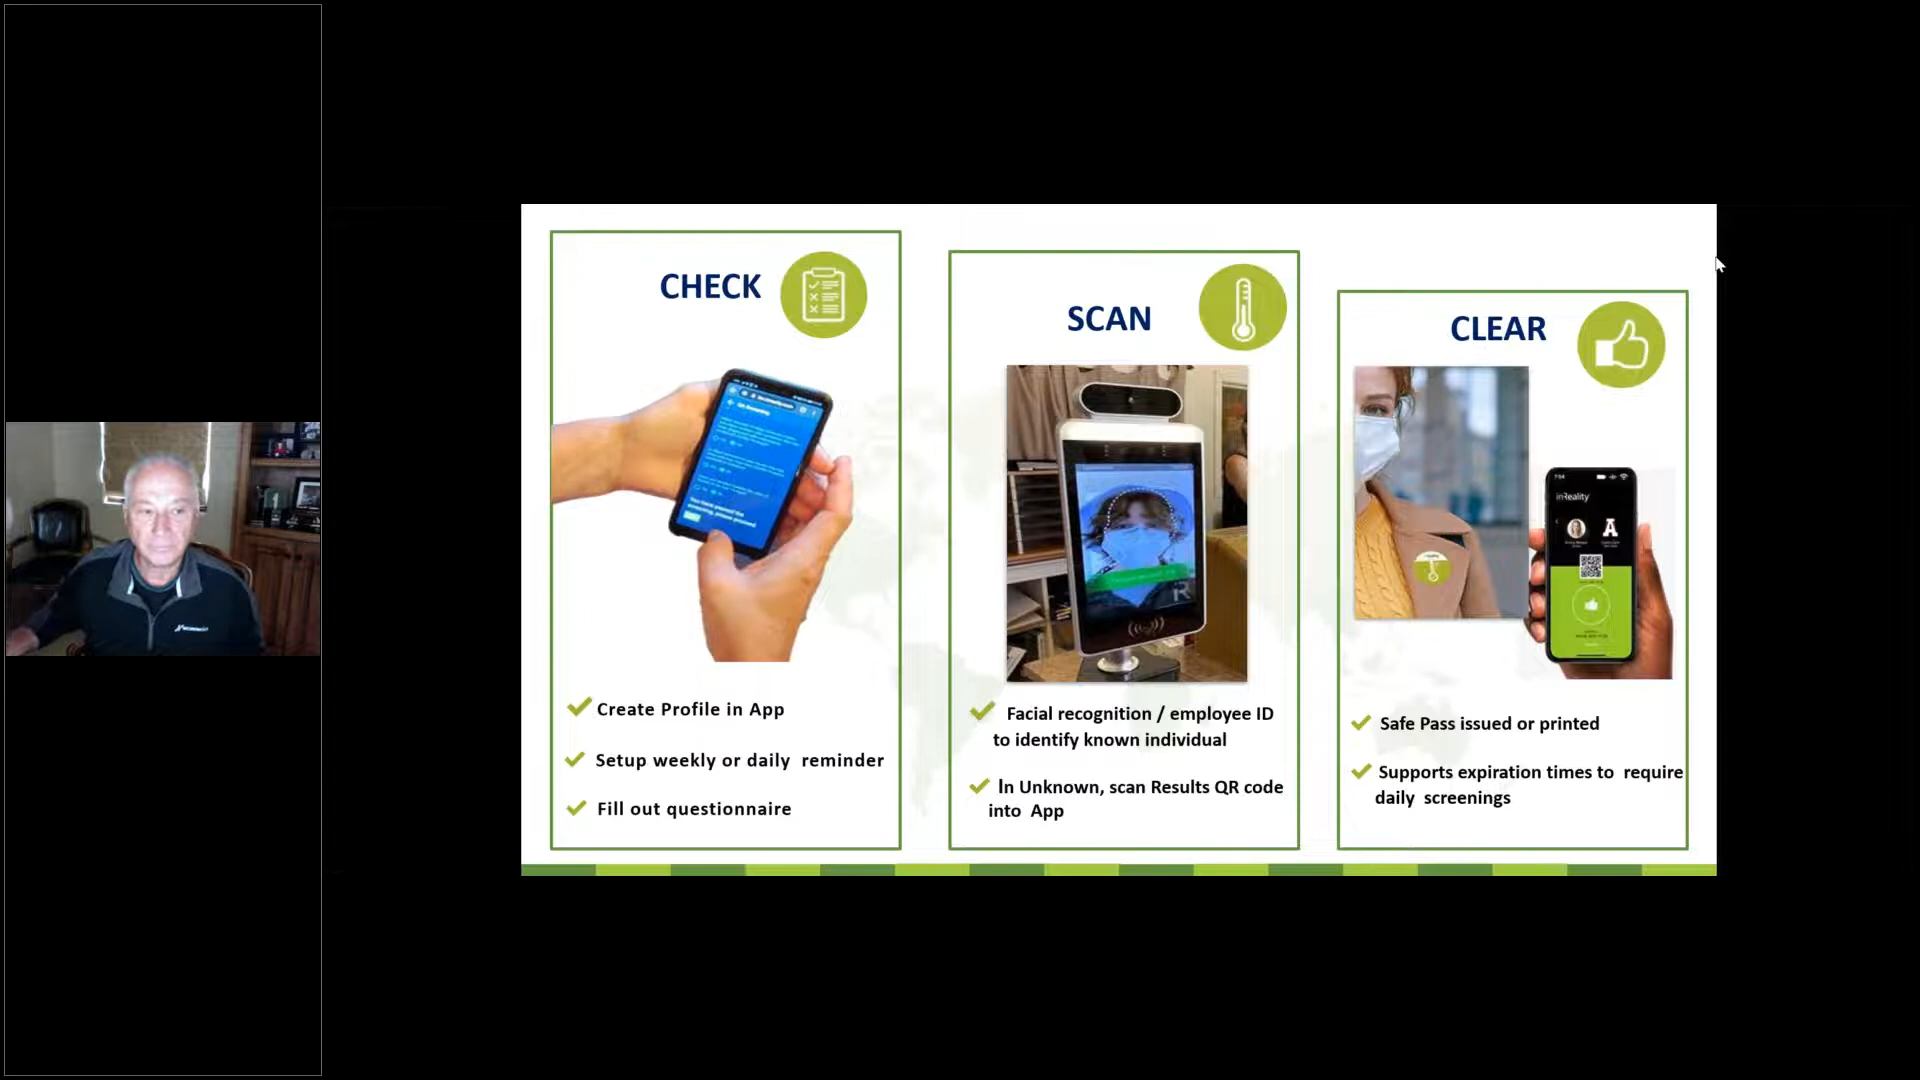 CHECK
Create Profile in App
Setup weekly or daily reminder
Fill out questionnaire
SCAN
Facial recognition / employee ID
to identify known individual
In Unknown, scan Results QR code
into App
CLEAR
7:54
inReality
A
Safe Pass issued or printed
Supports expiration times to require
daily screenings